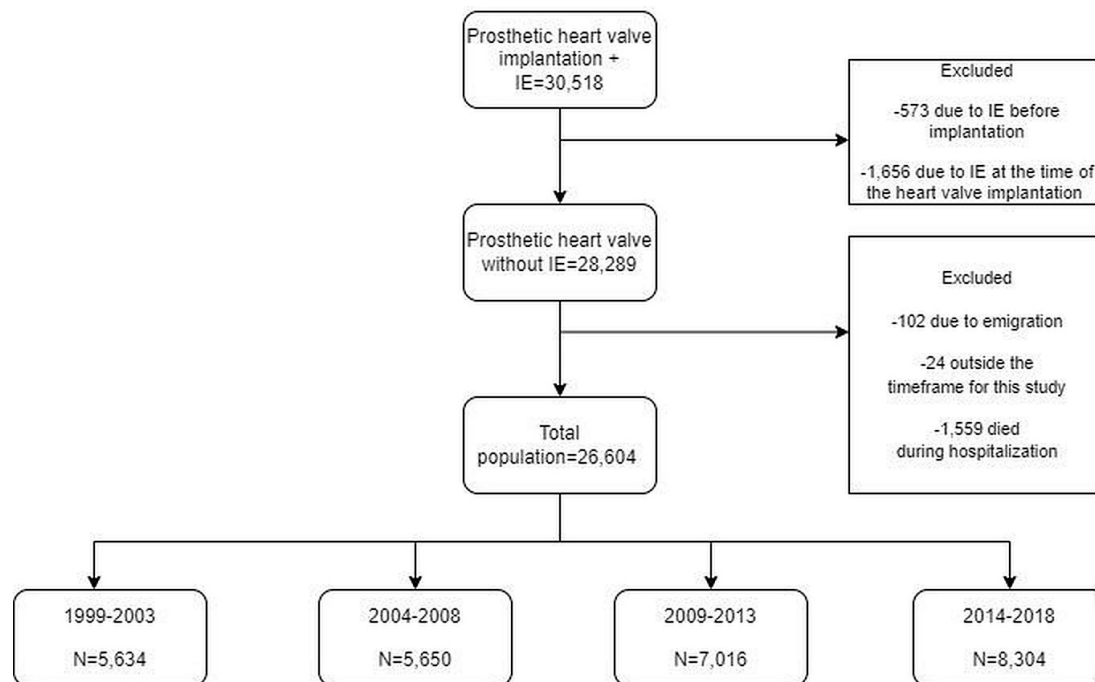 Prosthetic heart valve
implantation +
IE=30,518
Excluded
-573 due to IE before
implantation
-1,656 due to IE at the time of
the heart valve implantation
Prosthetic heart valve
without IE=28,289
Excluded
-102 due to emigration
-24 outside the
timeframe for this study
-1,559 died
during hospitalization
Total
population=26,604
1999-2003
N=5,634
2004-2008
N=5,650
2009-2013
N=7,016
2014-2018
N=8,304